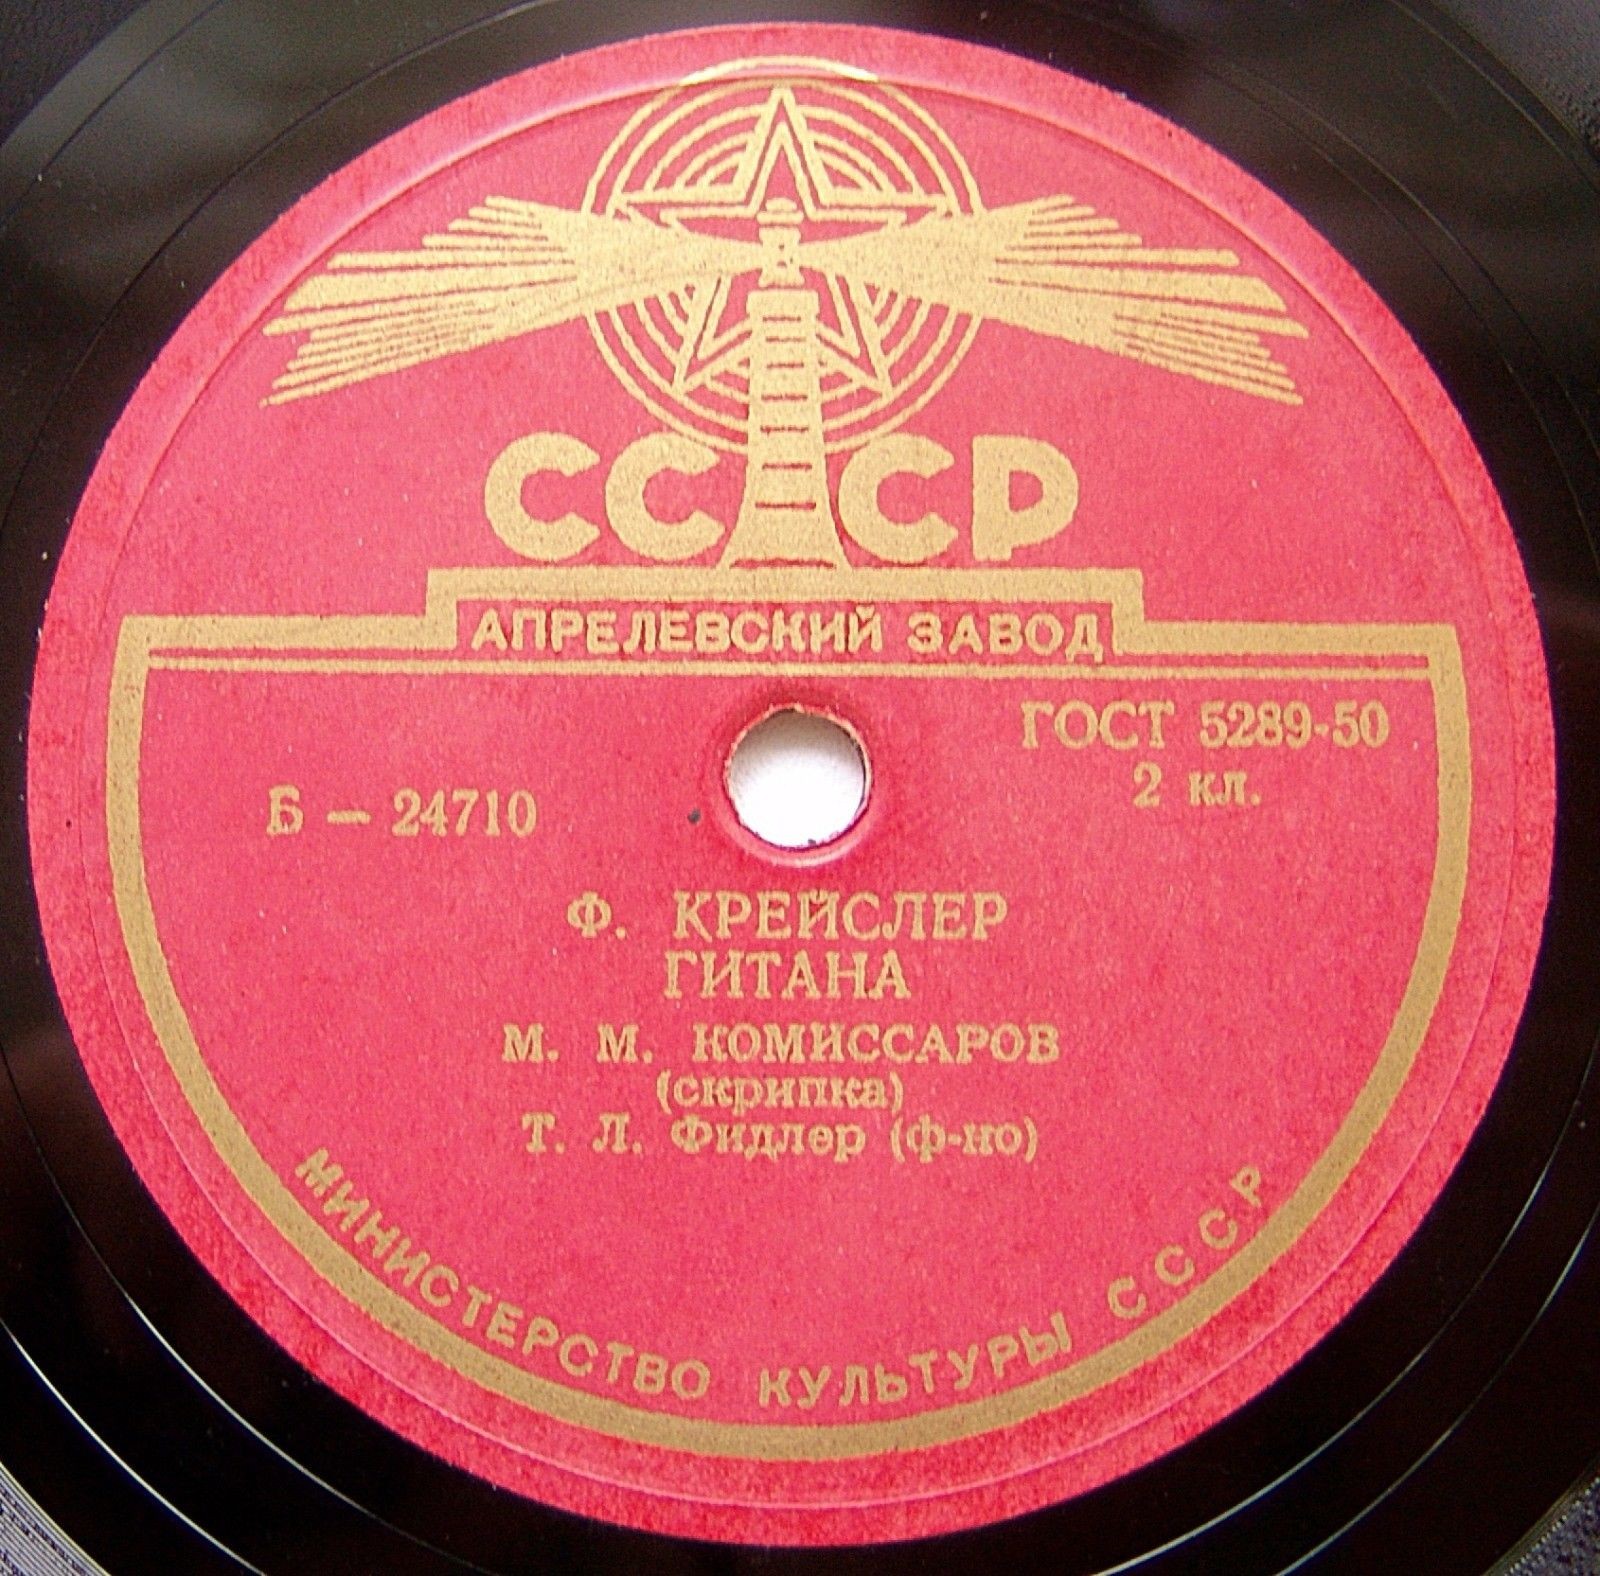 СССР
АПРЕЛЕВСКИЙ ЗАВОД
ГОСТ 5289-50
2 кл.
Б — 24710
Ф. КРЕЙСЛЕР
ГИТАНА
М. М. КОМИССАРОВ
(скрипка)
Т. Л. Фидлер (ф-но)
МИНИСТЕРСТВО КУЛЬТУРЫ СССР